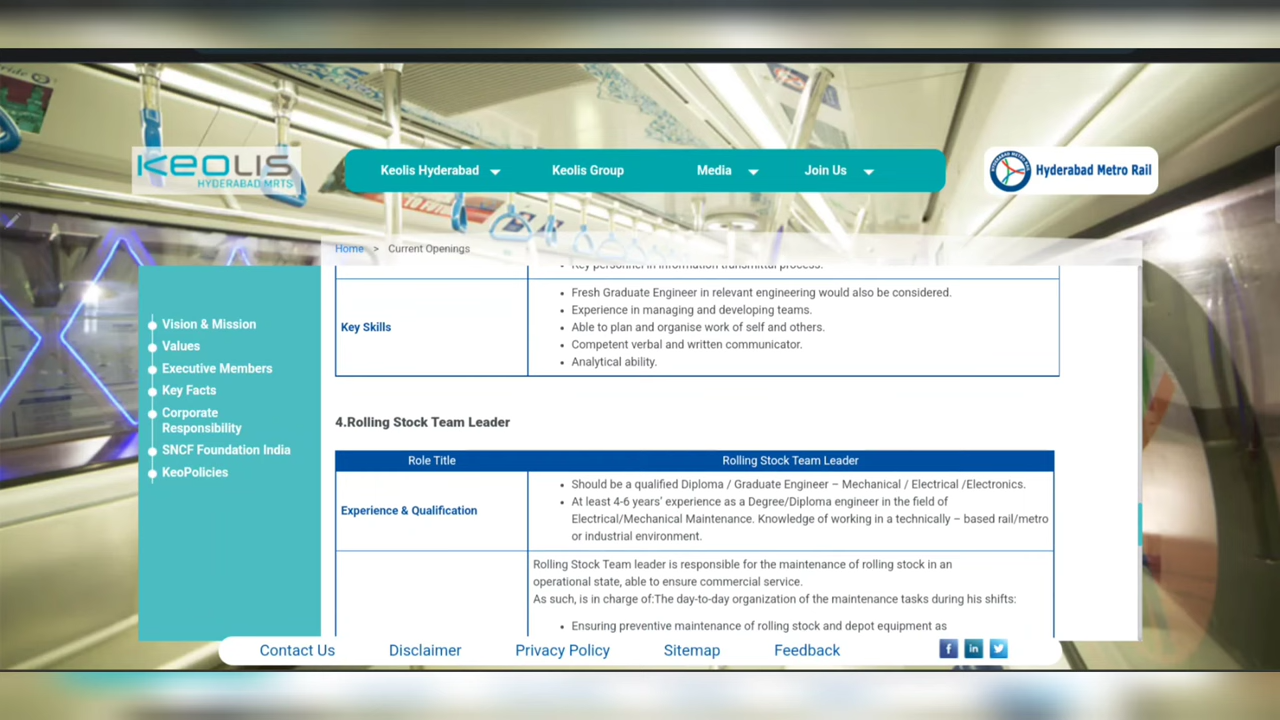 KEOLIS
HYDERABAD MRTS
Keolis Hyderabad
Keolis Group
Media
Join Us
Hyderabad Metro Rail
Home > Current Openings
Vision & Mission
Values
Executive Members
Key Facts
Corporate
Responsibility
SNCF Foundation India
KeoPolicies
Key personnel in information transmittal process.
Key Skills
• Fresh Graduate Engineer in relevant engineering would also be considered.
• Experience in managing and developing teams.
• Able to plan and organise work of self and others.
• Competent verbal and written communicator.
• Analytical ability.
4.Rolling Stock Team Leader
Role Title
Rolling Stock Team Leader
Experience & Qualification
• Should be a qualified Diploma / Graduate Engineer – Mechanical / Electrical /Electronics.
• At least 4-6 years' experience as a Degree/Diploma engineer in the field of
Electrical/Mechanical Maintenance. Knowledge of working in a technically – based rail/metro
or industrial environment.
Rolling Stock Team leader is responsible for the maintenance of rolling stock in an
operational state, able to ensure commercial service.
As such, is in charge of:The day-to-day organization of the maintenance tasks during his shifts:
• Ensuring preventive maintenance of rolling stock and depot equipment as
Contact Us
Disclaimer
Privacy Policy
Sitemap
Feedback